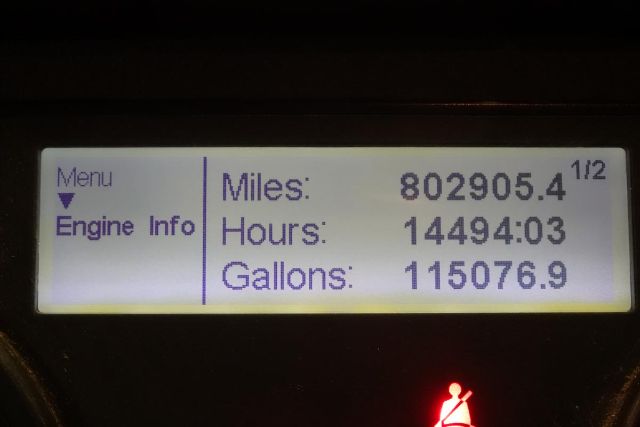 Menu
Engine Info
Miles: 802905.4
1/2
Hours: 14494:03
Gallons: 115076.9